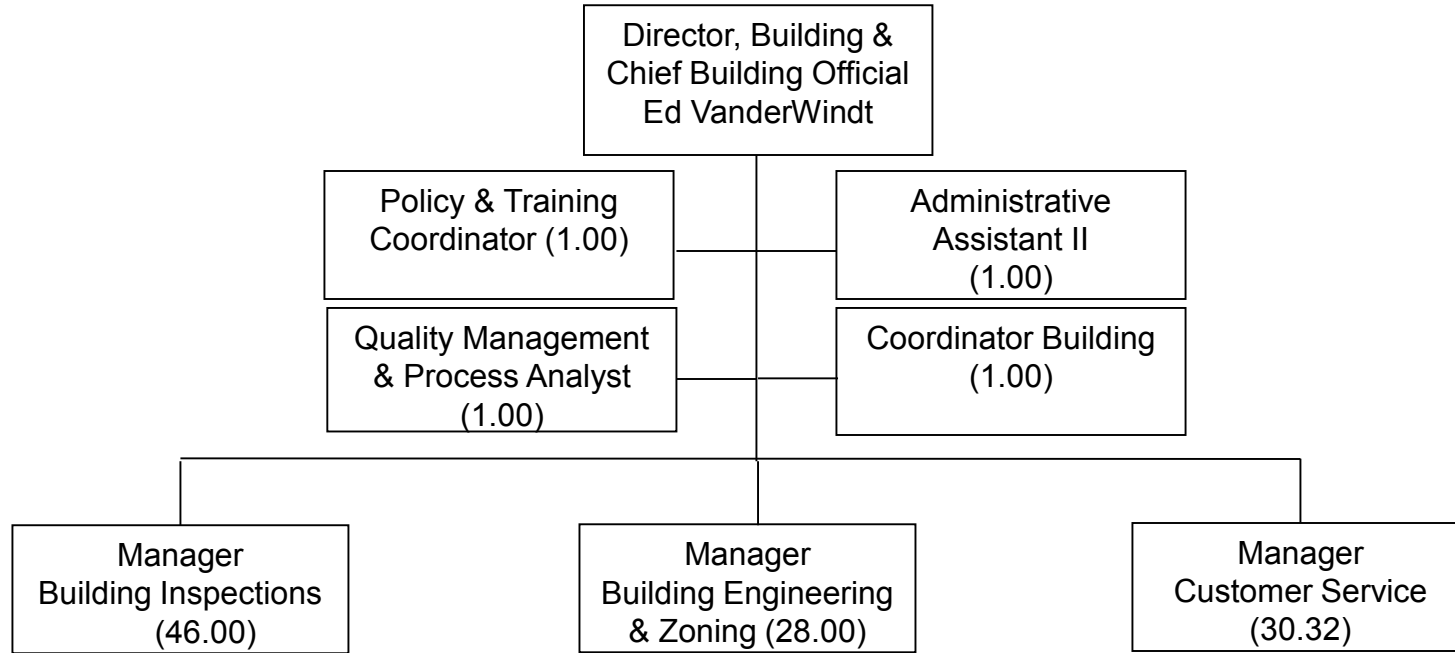 Director, Building &
Chief Building Official
Ed VanderWindt
Policy & Training
Coordinator (1.00)
Administrative
Assistant II
(1.00)
Quality Management
& Process Analyst
(1.00)
Coordinator Building
(1.00)
Manager
Building Inspections
(46.00)
Manager
Building Engineering
& Zoning (28.00)
Manager
Customer Service
(30.32)